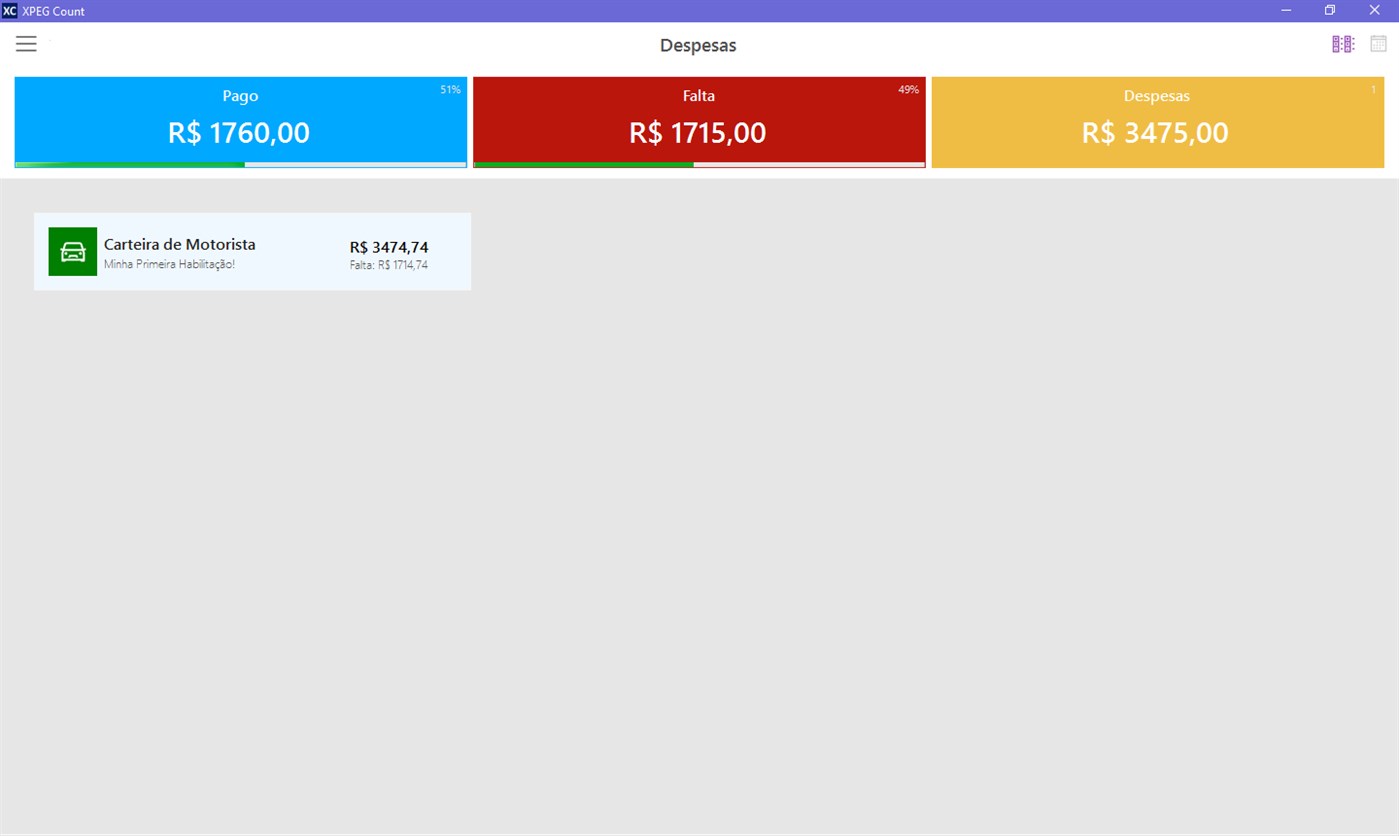 XC XPEG Count
Despesas
Pago 51%
R$ 1760,00
Falta 49%
R$ 1715,00
Despesas 1
R$ 3475,00
Carteira de Motorista
Minha Primeira Habilitação!
R$ 3474,74
Falta: R$ 1714,74